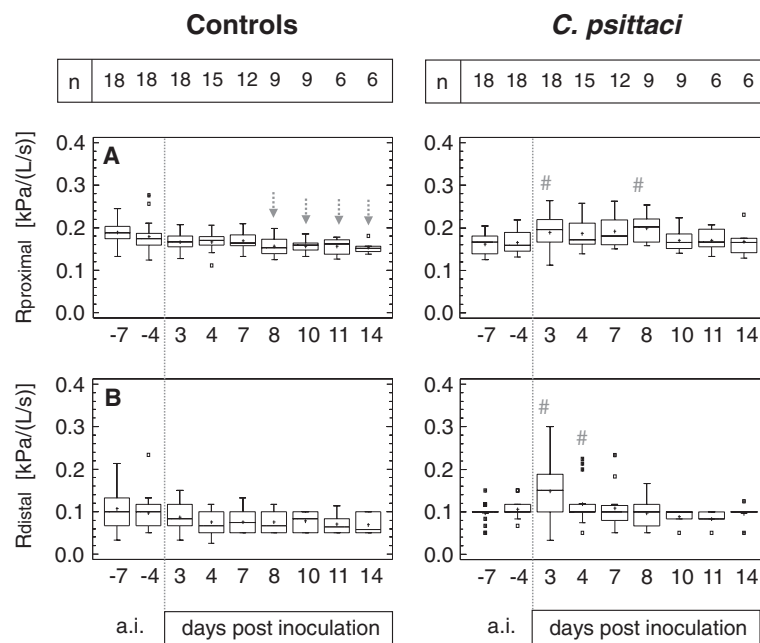 Controls
C. psittaci
n 18 18 18 15 12 9 9 6 6
n 18 18 18 15 12 9 9 6 6
A
Rproximal [kPa/(L/s)]
0.4
0.3
0.2
0.1
0.0
-7 -4 3 4 7 8 10 11 14
0.4
0.3
0.2
0.1
0.0
# #
-7 -4 3 4 7 8 10 11 14
B
Rdistal [kPa/(L/s)]
0.4
0.3
0.2
0.1
0.0
-7 -4 3 4 7 8 10 11 14
0.4
0.3
0.2
0.1
0.0
# #
-7 -4 3 4 7 8 10 11 14
a.i. days post inoculation
a.i. days post inoculation